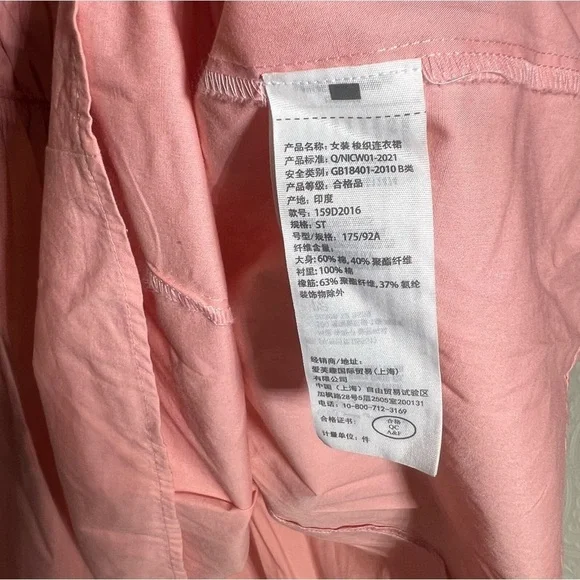 产品名称: 女装 梭织连衣裙
产品标准: Q/NICW01-2021
安全类别: GB18401-2010 B类
产品等级: 合格品
产地: 印度
款号: 159D2016
规格: ST
号型/规格: 175/92A
纤维含量:
大身: 60% 棉, 40% 聚酯纤维
衬里: 100% 棉
橡筋: 63% 聚酯纤维, 37% 氨纶
装饰物除外
经销商/地址:
爱芙趣国际贸易(上海)
有限公司
中国 (上海) 自由贸易试验区
加枫路28号5层2505室200131
电话: 10-800-712-3169
合格证书:
合格
QC
A&F
计量单位: 件